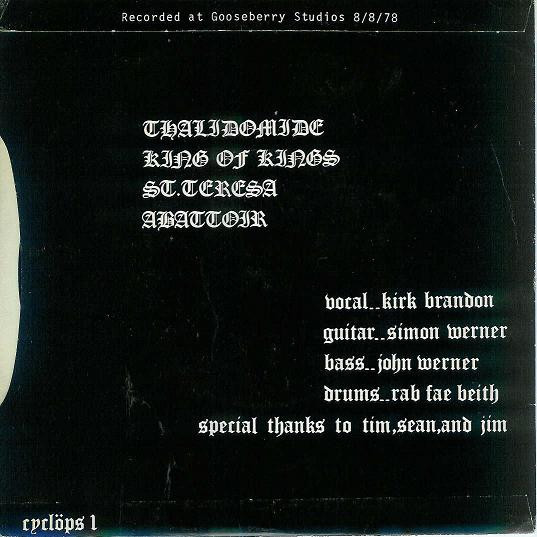 Recorded at Gooseberry Studios 8/8/78
THALIDOMIDE
KING OF KINGS
ST.TERESA
ABATTOIR
vocal..kirk brandon
guitar..simon werner
bass..john werner
drums..rab fae beith
special thanks to tim,sean,and jim
cyclöps 1